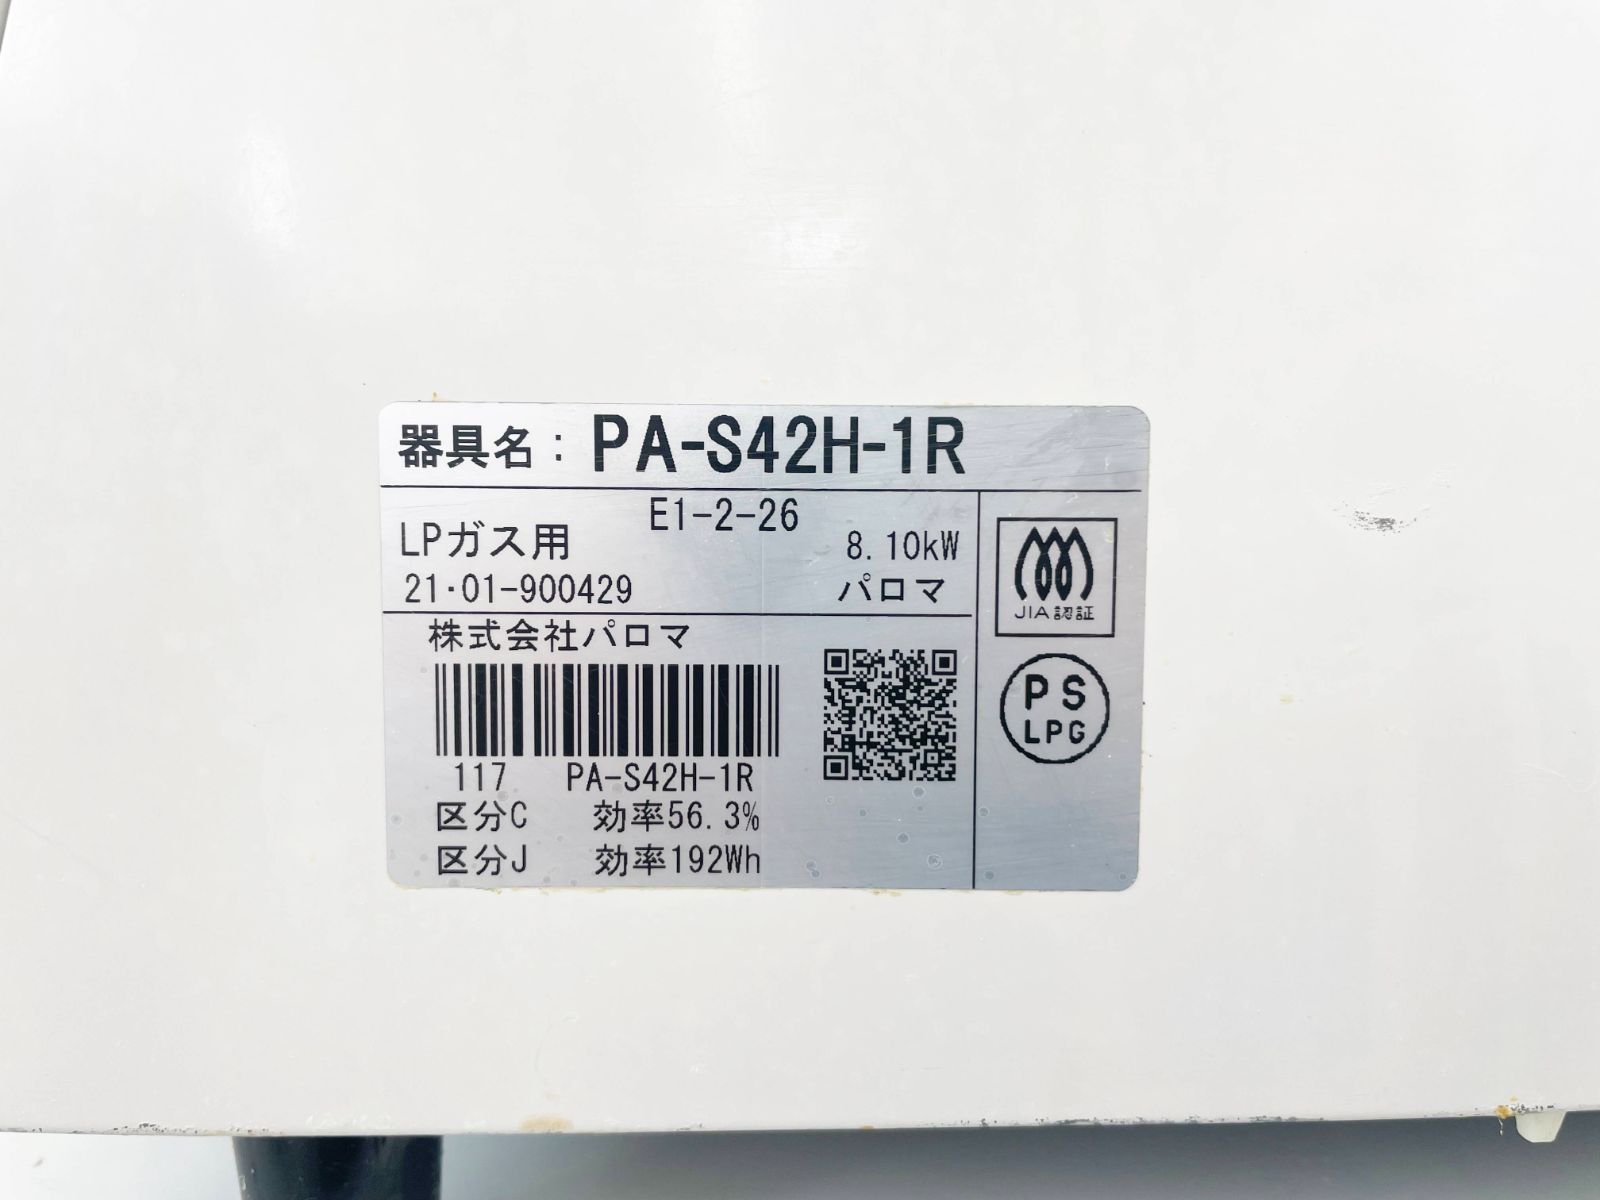 器具名：PA-S42H-1R
E1-2-26
LPガス用 8.10kW
21・01-900429 パロマ
JIA認証
株式会社パロマ
PS
LPG
117 PA-S42H-1R
区分C 効率56.3%
区分J 効率192Wh